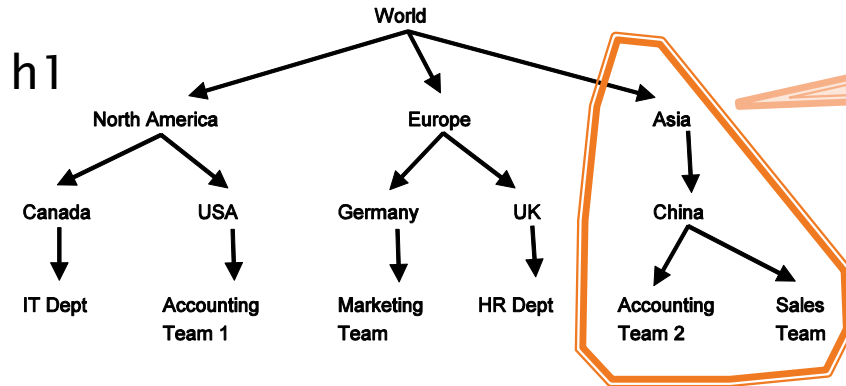 World
h1
North America
Europe
Asia
Canada
USA
Germany
UK
China
IT Dept
Accounting
Team 1
Marketing
Team
HR Dept
Accounting
Team 2
Sales
Team